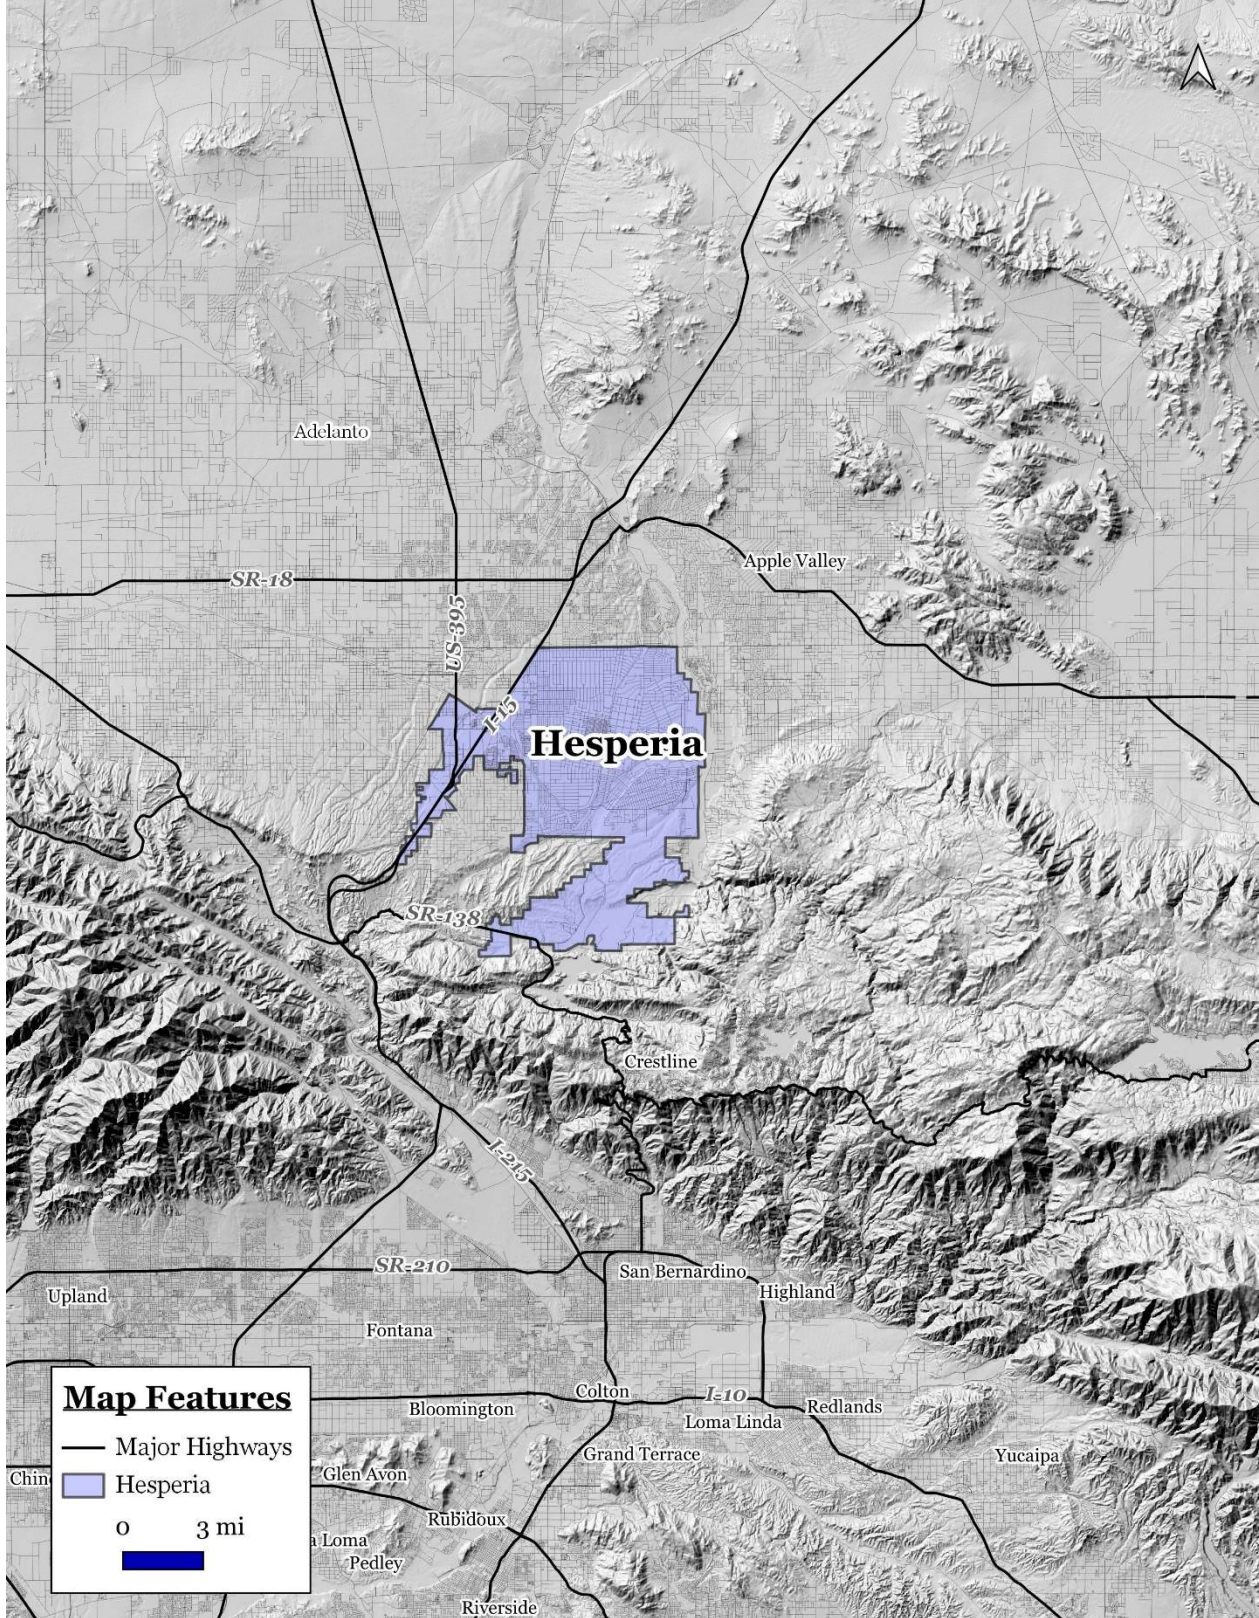 Adelanto
Apple Valley
SR-18
US-395
I-15
Hesperia
SR-138
Crestline
I-215
SR-210
San Bernardino
Upland
Highland
Fontana
Colton
I-10
Bloomington
Loma Linda
Redlands
Grand Terrace
Yucaipa
Map Features
Major Highways
Hesperia
0 3 mi
Chin
Glen Avon
Rubidoux
a Loma
Pedley
Riverside